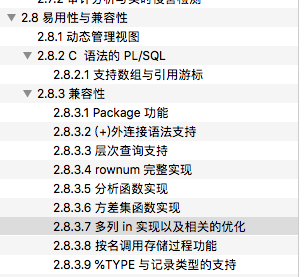 2.8 易用性与兼容性
2.8.1 动态管理视图
2.8.2 C 语法的 PL/SQL
2.8.2.1 支持数组与引用游标
2.8.3 兼容性
2.8.3.1 Package 功能
2.8.3.2 (+)外连接语法支持
2.8.3.3 层次查询支持
2.8.3.4 rownum 完整实现
2.8.3.5 分析函数实现
2.8.3.6 方差集函数实现
2.8.3.7 多列 in 实现以及相关的优化
2.8.3.8 按名调用存储过程功能
2.8.3.9 %TYPE 与记录类型的支持